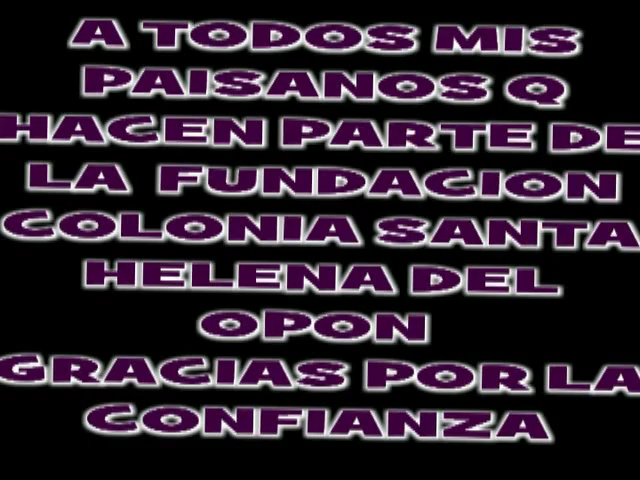 A TODOS MIS
PAISANOS Q
HACEN PARTE DE
LA FUNDACION
COLONIA SANTA
HELENA DEL
OPON
GRACIAS POR LA
CONFIANZA